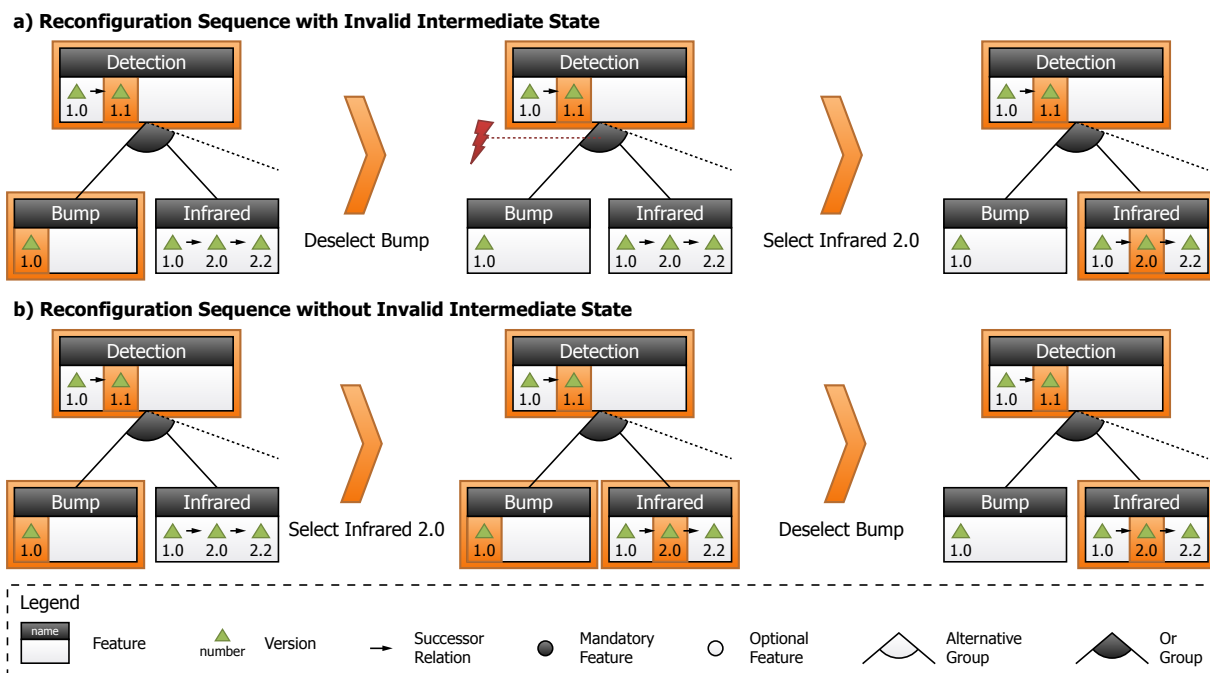 a) Reconfiguration Sequence with Invalid Intermediate State
Detection
1.0 1.1
Bump
1.0
Infrared
1.0 2.0 2.2
Deselect Bump
Detection
1.0 1.1
Bump
1.0
Infrared
1.0 2.0 2.2
Select Infrared 2.0
Detection
1.0 1.1
Bump
1.0
Infrared
1.0 2.0 2.2
b) Reconfiguration Sequence without Invalid Intermediate State
Detection
1.0 1.1
Bump
1.0
Infrared
1.0 2.0 2.2
Select Infrared 2.0
Detection
1.0 1.1
Bump
1.0
Infrared
1.0 2.0 2.2
Deselect Bump
Detection
1.0 1.1
Bump
1.0
Infrared
1.0 2.0 2.2
Legend
name
Feature
number
Version
Successor
Relation
Mandatory
Feature
Optional
Feature
Alternative
Group
Or
Group